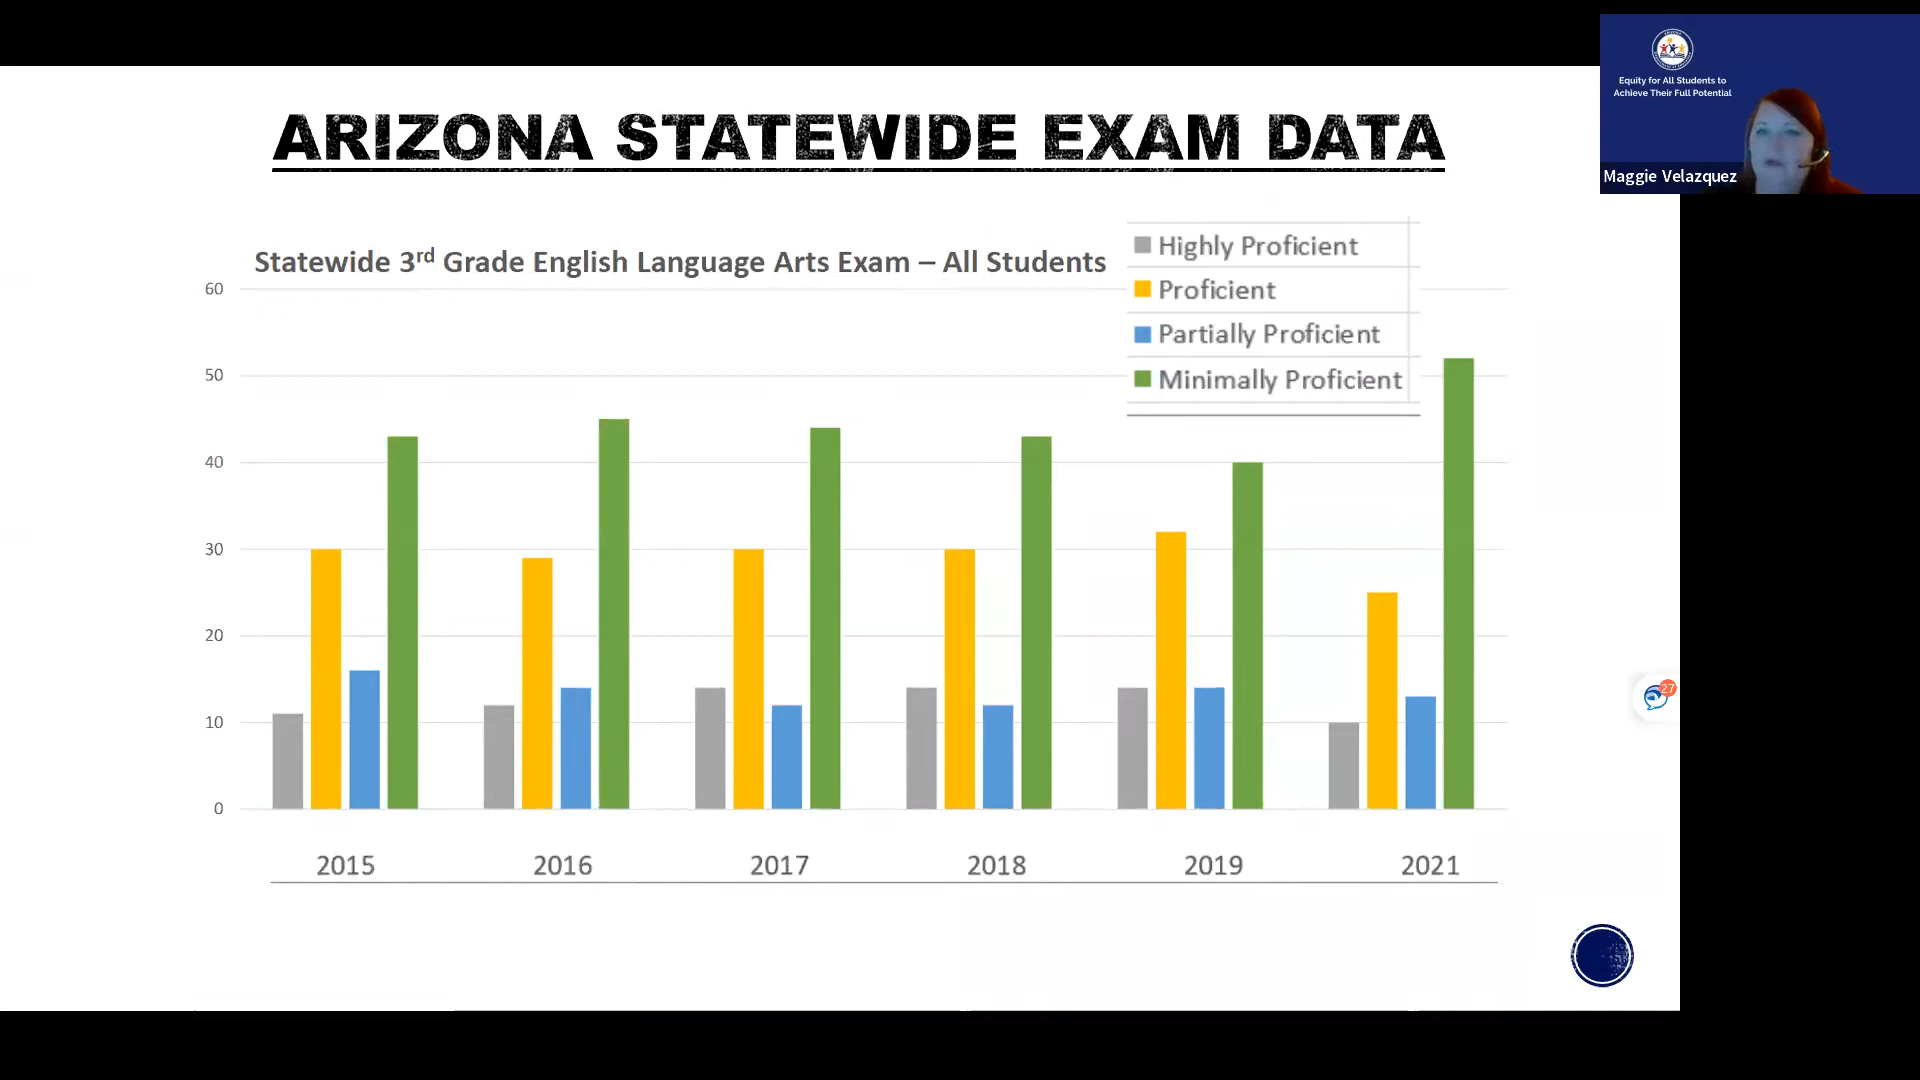 ARIZONA STATEWIDE EXAM DATA
Equity for All Students to
Achieve Their Full Potential
Maggie Velazquez
Statewide 3rd Grade English Language Arts Exam – All Students
Highly Proficient
Proficient
Partially Proficient
Minimally Proficient
60
50
40
30
20
10
0
2015 2016 2017 2018 2019 2021
27